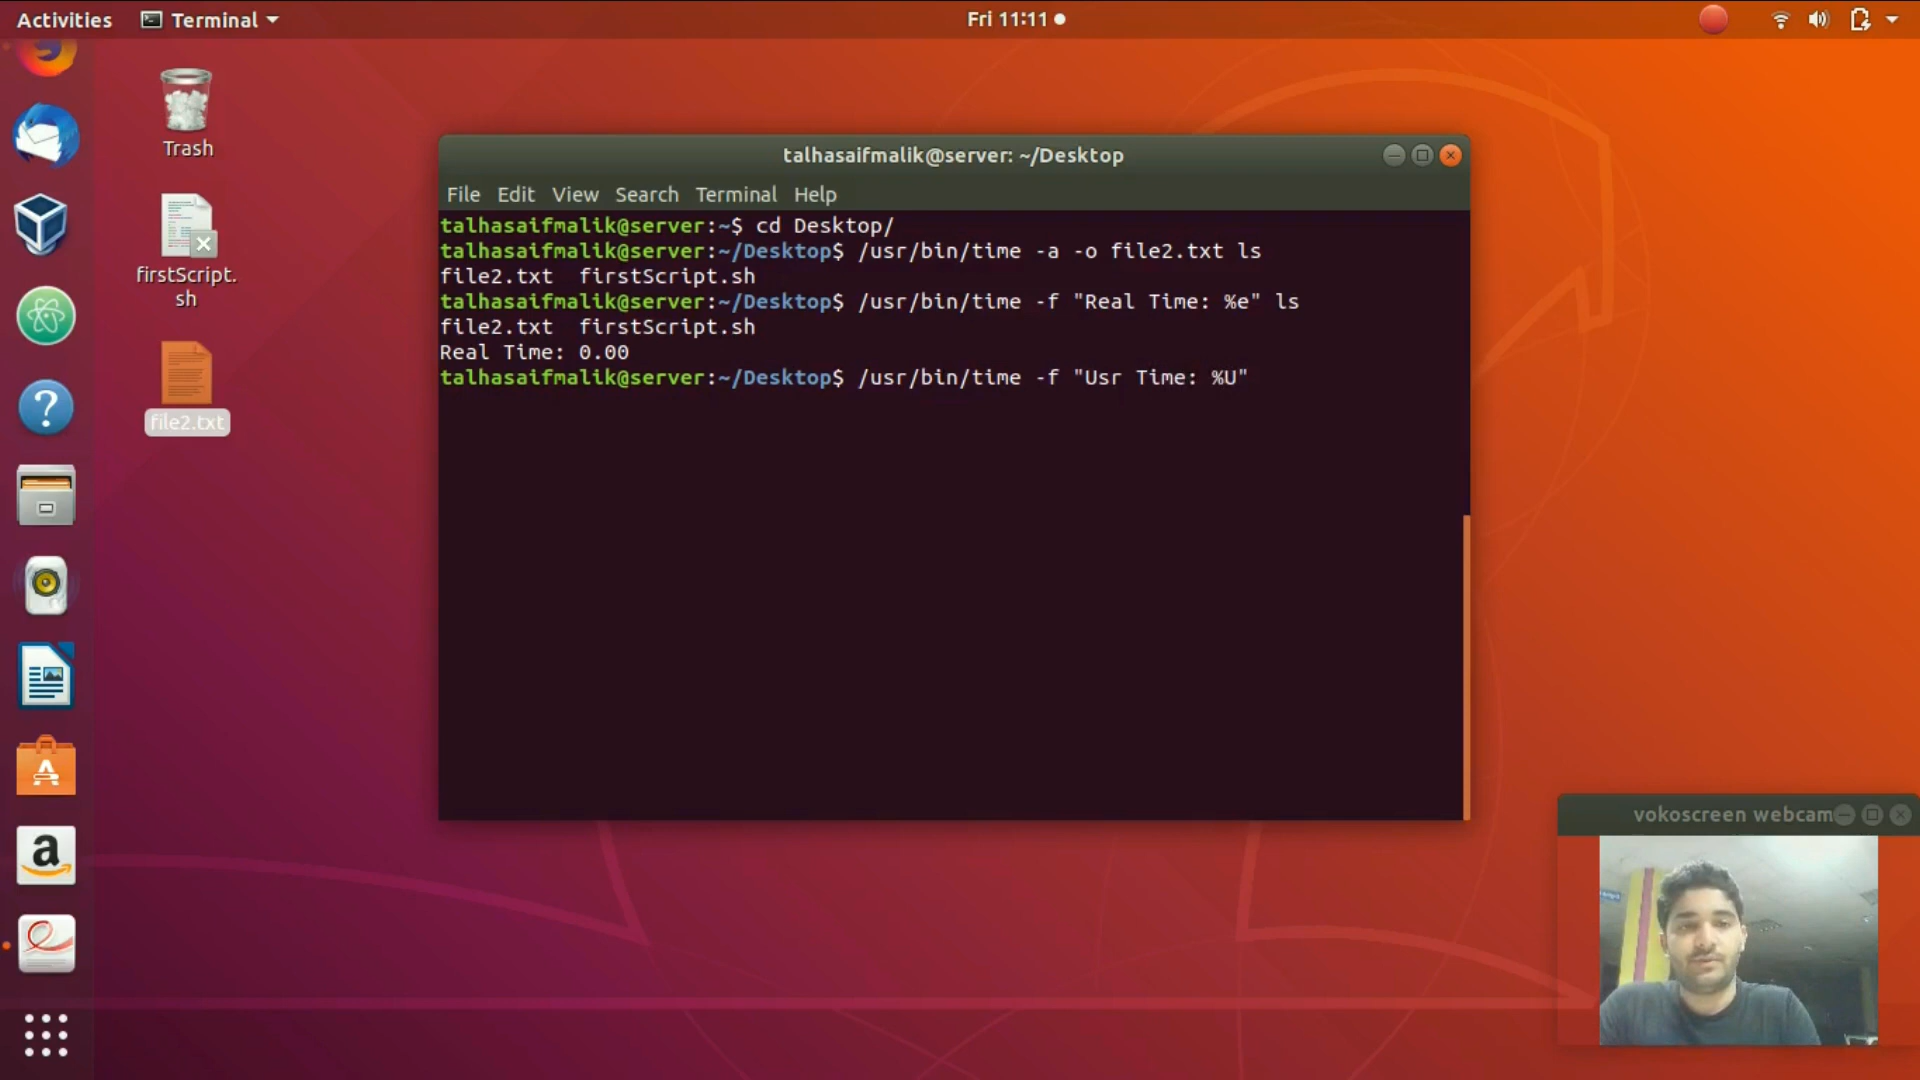 Activities
Terminal
Fri 11:11
Trash
firstScript.
sh
file2.txt
talhasaifmalik@server: ~/Desktop
File Edit View Search Terminal Help
talhasaifmalik@server:~$ cd Desktop/
talhasaifmalik@server:~/Desktop$ /usr/bin/time -a -o file2.txt ls
file2.txt  firstScript.sh
talhasaifmalik@server:~/Desktop$ /usr/bin/time -f "Real Time: %e" ls
file2.txt  firstScript.sh
Real Time: 0.00
talhasaifmalik@server:~/Desktop$ /usr/bin/time -f "Usr Time: %U"
vokoscreen webcam